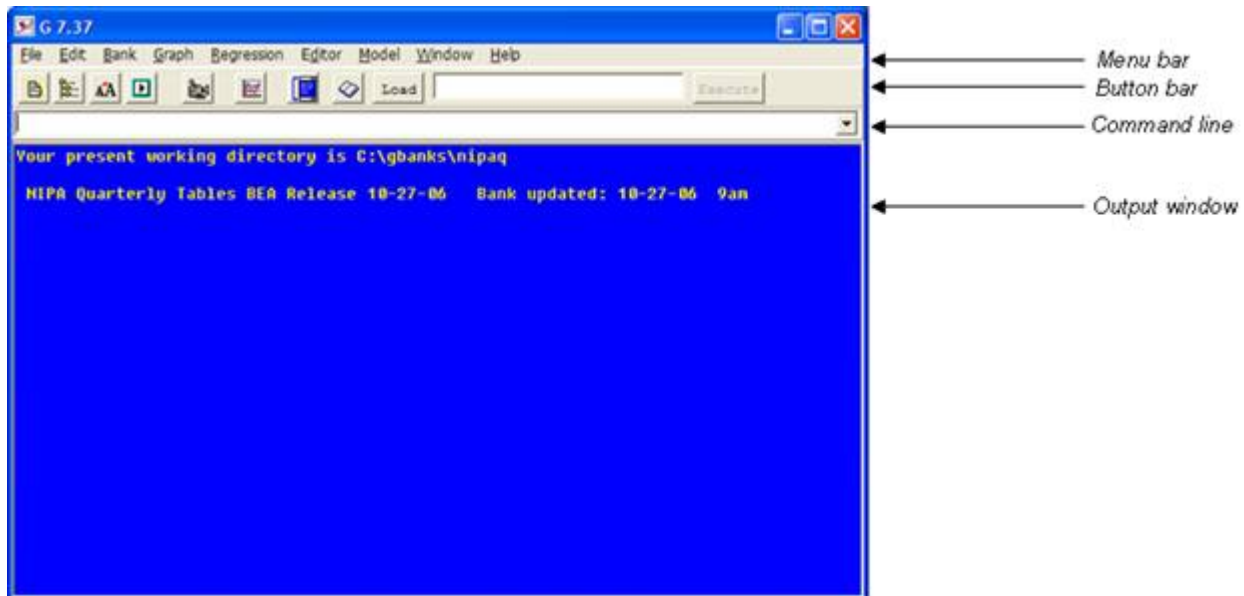 G 7.37
File Edit Bank Graph Regression Editor Model Window Help
Menu bar
Load Execute
Button bar
Command line
Your present working directory is C:\gbanks\nipaq
NIPA Quarterly Tables BEA Release 10-27-06 Bank updated: 10-27-06 9am
Output window